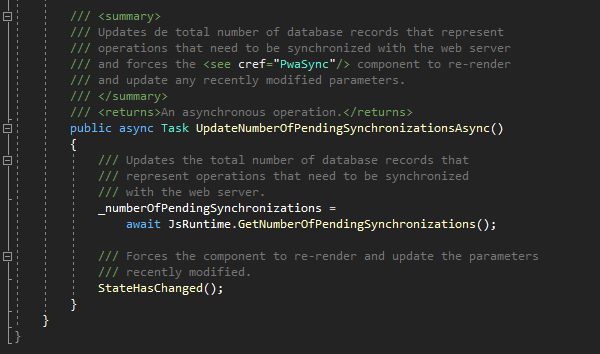 /// <summary>
/// Updates de total number of database records that represent
/// operations that need to be synchronized with the web server
/// and forces the <see cref="PwaSync"/> component to re-render
/// and update any recently modified parameters.
/// </summary>
/// <returns>An asynchronous operation.</returns>
public async Task UpdateNumberOfPendingSynchronizationsAsync()
{
/// Updates the total number of database records that
/// represent operations that need to be synchronized
/// with the web server.
_numberOfPendingSynchronizations =
await JsRuntime.GetNumberOfPendingSynchronizations();
/// Forces the component to re-render and update the parameters
/// recently modified.
StateHasChanged();
}
}
}